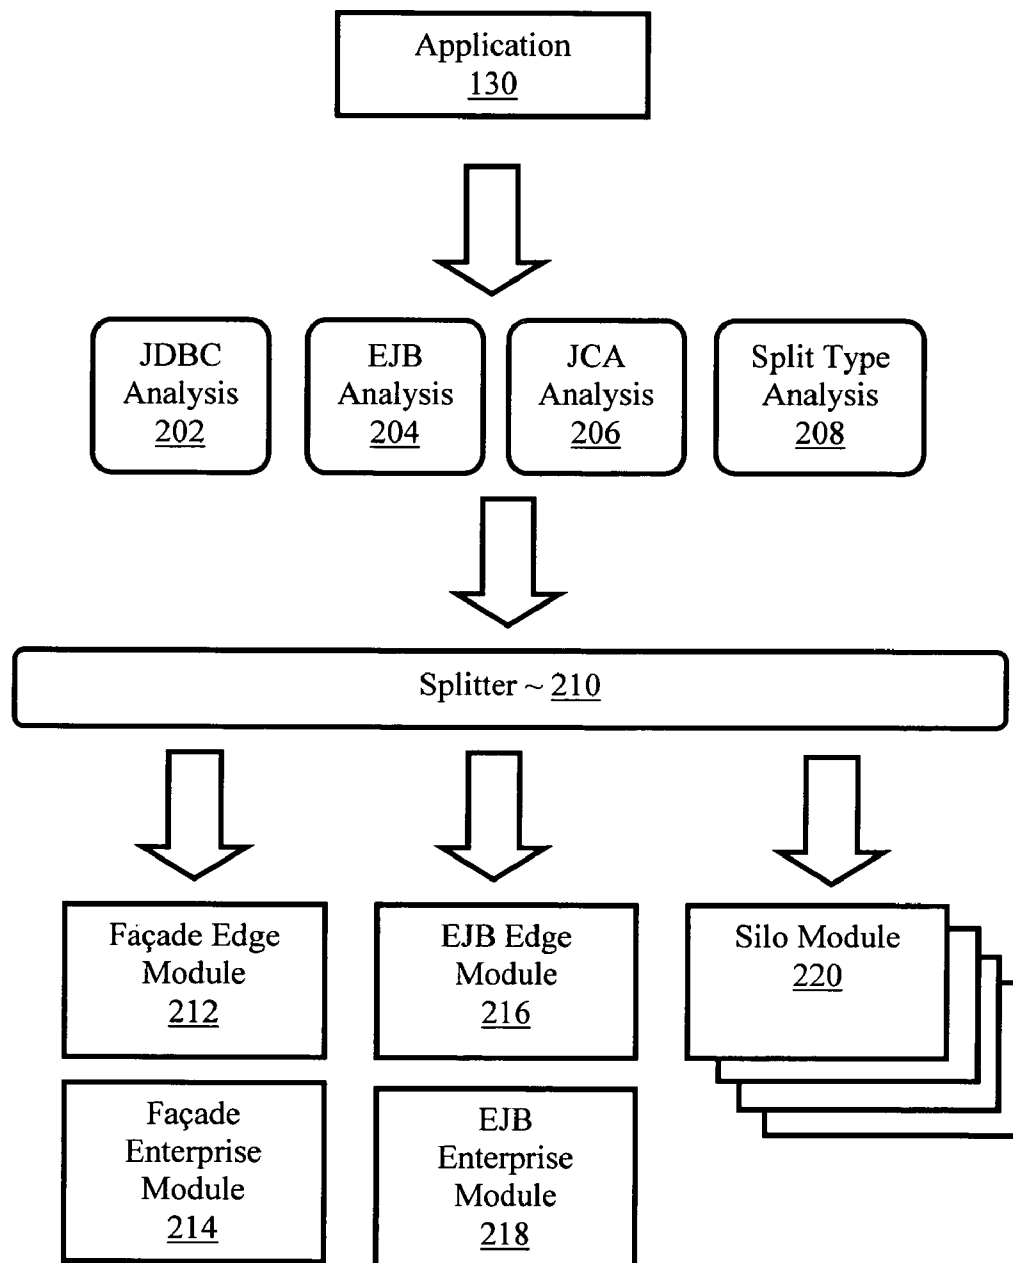 Application
130
JDBC
Analysis
202
EJB
Analysis
204
JCA
Analysis
206
Split Type
Analysis
208
Splitter ~ 210
Façade Edge
Module
212
EJB Edge
Module
216
Silo Module
220
Façade
Enterprise
Module
214
EJB
Enterprise
Module
218